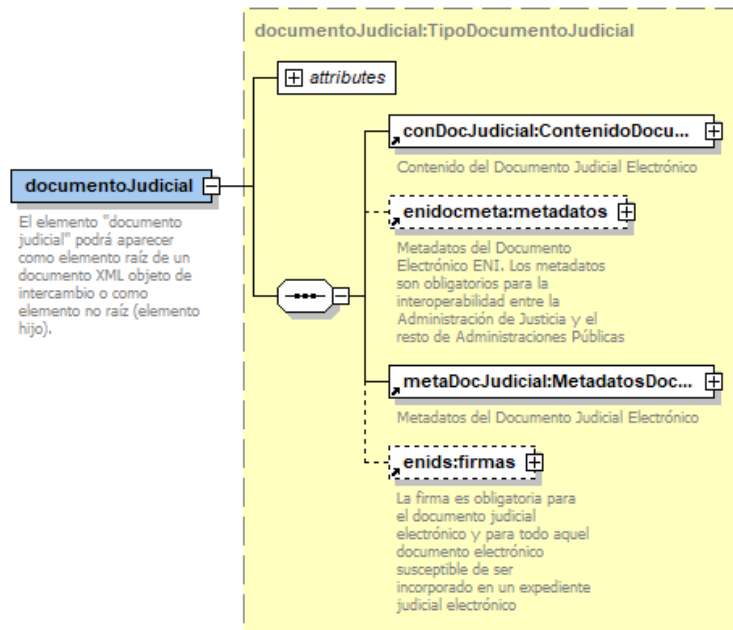 documentoJudicial:TipoDocumentoJudicial
attributes
conDocJudicial:ContenidoDocu...
Contenido del Documento Judicial Electrónico
documentoJudicial
El elemento "documento
judicial" podrá aparecer
como elemento raíz de un
documento XML objeto de
intercambio o como
elemento no raíz (elemento
hijo).
enidocmeta:metadatos
Metadatos del Documento
Electrónico ENI. Los metadatos
son obligatorios para la
interoperabilidad entre la
Administración de Justicia y el
resto de Administraciones Públicas
metaDocJudicial:MetadatosDoc...
Metadatos del Documento Judicial Electrónico
enids:firmas
La firma es obligatoria para
el documento judicial
electrónico y para todo aquel
documento electrónico
susceptible de ser
incorporado en un expediente
judicial electrónico